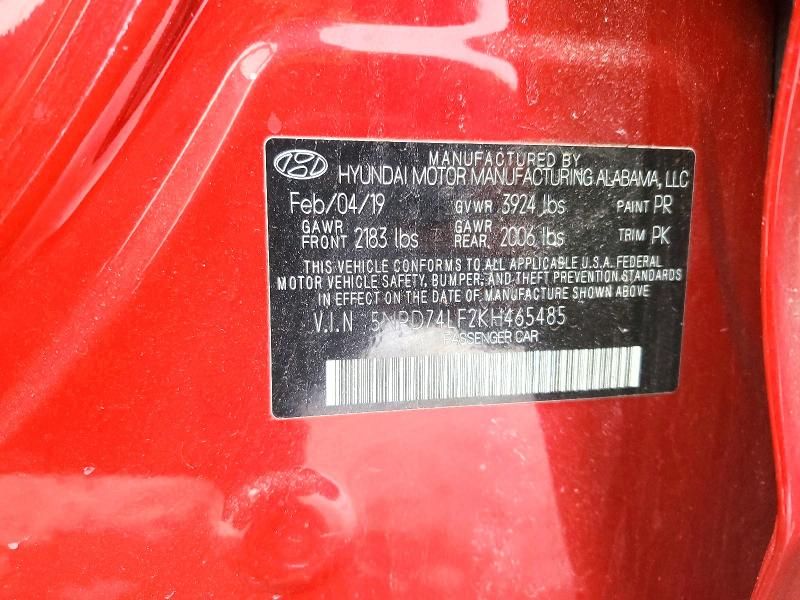 MANUFACTURED BY
HYUNDAI MOTOR MANUFACTURING ALABAMA, LLC
Feb/04/19 GVWR 3924 lbs PAINT PR
GAWR FRONT 2183 lbs GAWR REAR. 2006 lbs TRIM PK
THIS VEHICLE CONFORMS TO ALL APPLICABLE U.S.A. FEDERAL
MOTOR VEHICLE SAFETY, BUMPER, AND THEFT PREVENTION STANDARDS
IN EFFECT ON THE DATE OF MANUFACTURE SHOWN ABOVE
V.I.N 5NPD74LF2KH465485
PASSENGER CAR